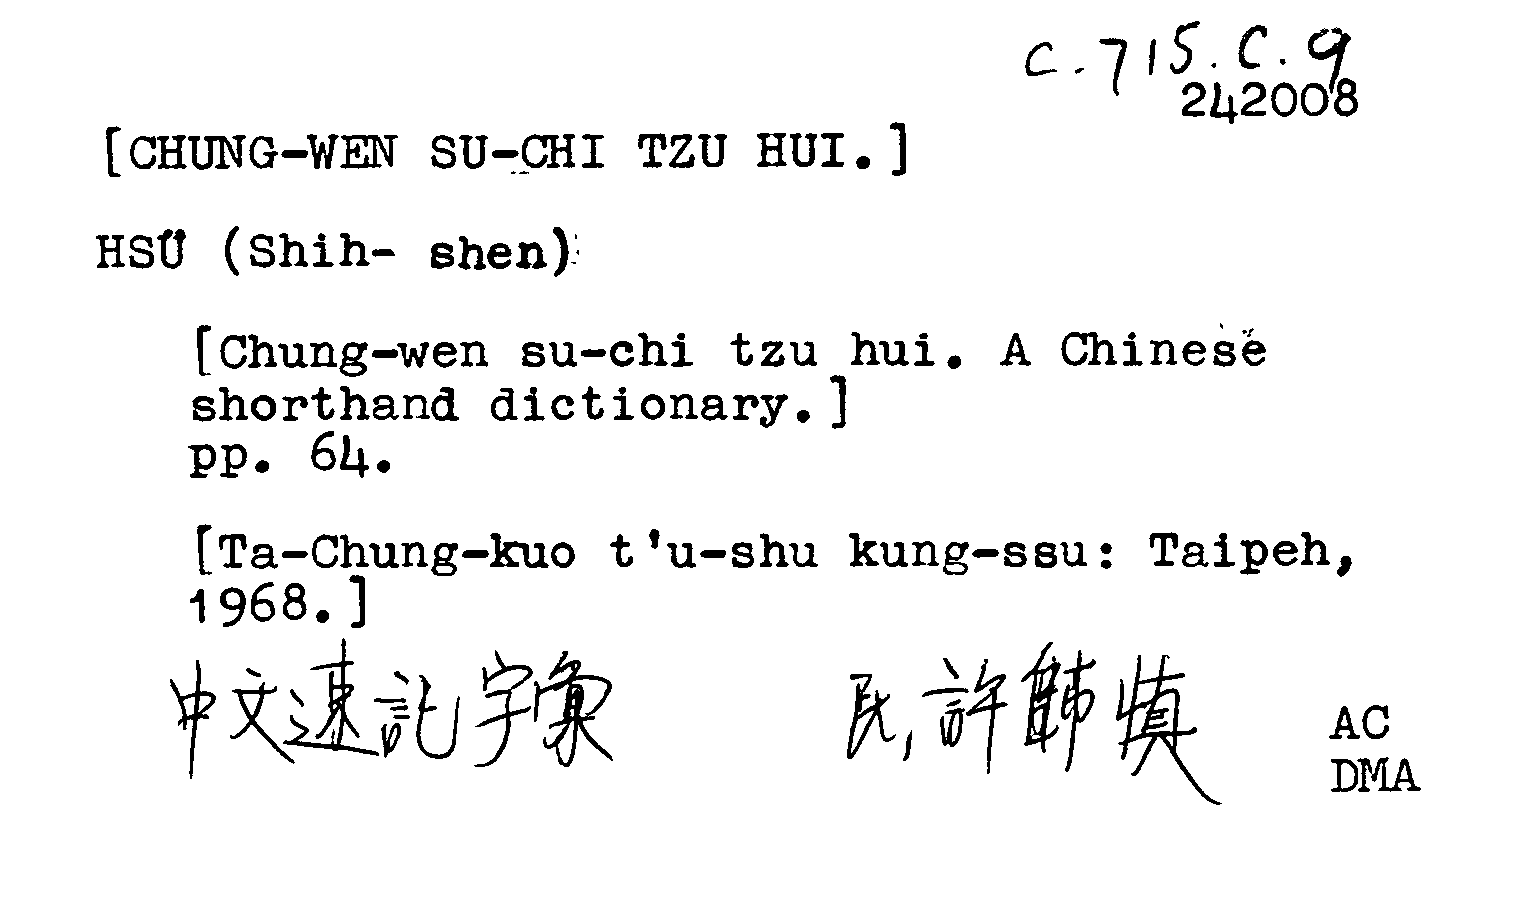 C.715.C.9
242008
[CHUNG-WEN SU-CHI TZU HUI.]
HSÜ (Shih- shen)
[Chung-wen su-chi tzu hui. A Chinese
shorthand dictionary.]
pp. 64.
[Ta-Chung-kuo t'u-shu kung-ssu: Taipeh,
1968.]
中文速記字彙 民,許師慎
AC
DMA